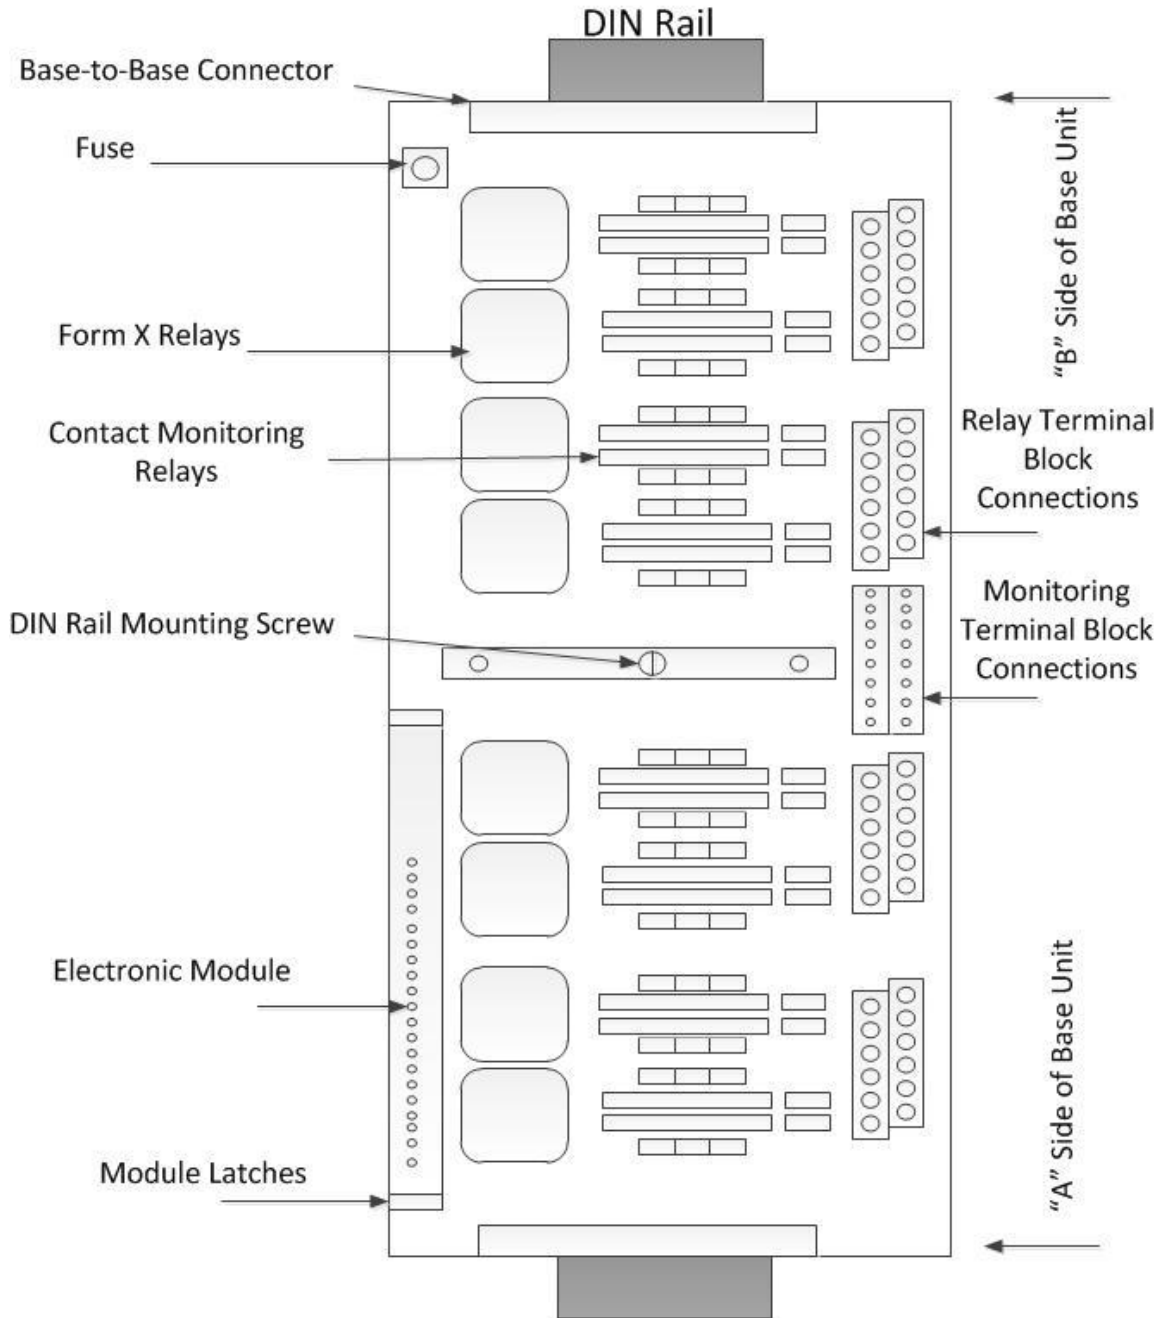 DIN Rail
Base-to-Base Connector
Fuse
"B" Side of Base Unit
Form X Relays
Contact Monitoring
Relays
Relay Terminal
Block
Connections
DIN Rail Mounting Screw
Monitoring
Terminal Block
Connections
Electronic Module
"A" Side of Base Unit
Module Latches